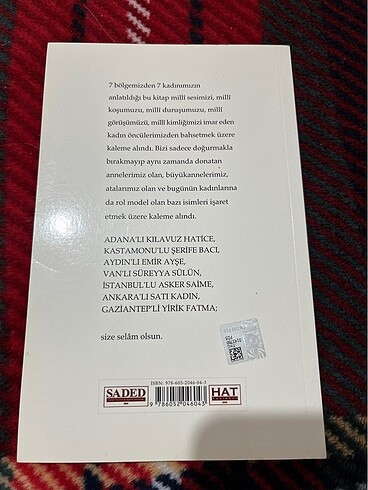 7 bölgemizden 7 kadınımızın
anlatıldığı bu kitap millî sesimizi, millî
koşumuzu, millî duruşumuzu, millî
görüşümüzü, millî kimliğimizi imar eden
kadın öncülerimizden bahsetmek üzere
kaleme alındı. Bizi sadece doğurmakla
bırakmayıp aynı zamanda donatan
annelerimiz olan, büyükannelerimiz,
atalarımız olan ve bugünün kadınlarına
da rol model olan bazı isimleri işaret
etmek üzere kaleme alındı.
ADANA'LI KILAVUZ HATİCE,
KASTAMONU'LU ŞERİFE BACI,
AYDIN'LI EMİR AYŞE,
VAN'LI SÜREYYA SÜLÜN,
İSTANBUL'LU ASKER SAİME,
ANKARA'LI SATI KADIN,
GAZİANTEP'Lİ YİRİK FATMA;
size selâm olsun.
ISBN: 978-605-2046-04-3
SADED
HAT
9 786052 046043